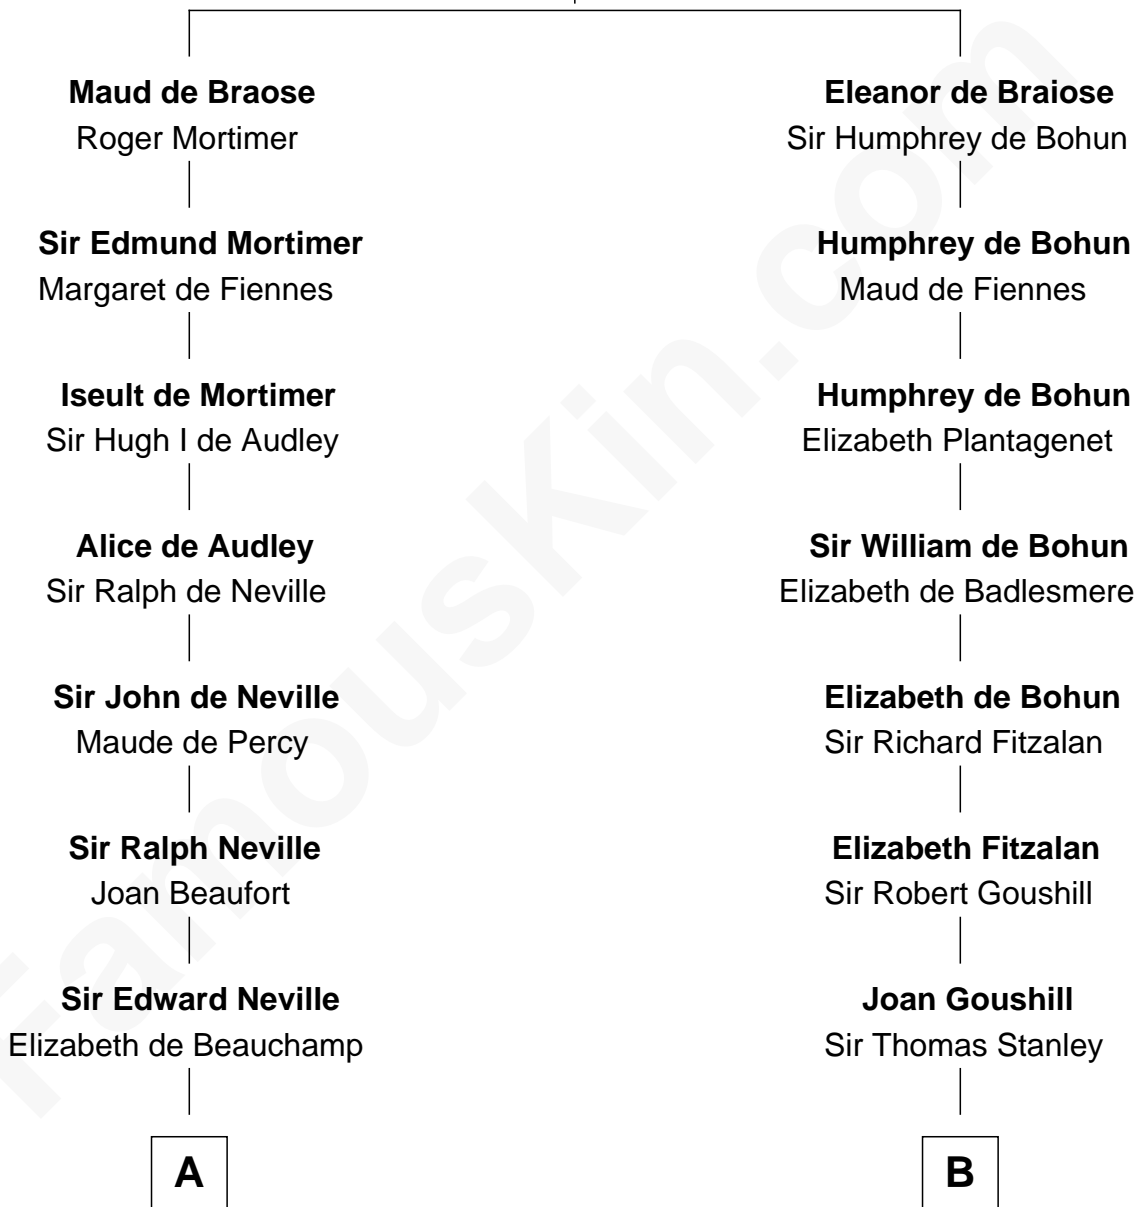 Maud de Braose
Roger Mortimer
Sir Edmund Mortimer
Margaret de Fiennes
Iseult de Mortimer
Sir Hugh I de Audley
Alice de Audley
Sir Ralph de Neville
Sir John de Neville
Maude de Percy
Sir Ralph Neville
Joan Beaufort
Sir Edward Neville
Elizabeth de Beauchamp
A
Eleanor de Braiose
Sir Humphrey de Bohun
Humphrey de Bohun
Maud de Fiennes
Humphrey de Bohun
Elizabeth Plantagenet
Sir William de Bohun
Elizabeth de Badlesmere
Elizabeth de Bohun
Sir Richard Fitzalan
Elizabeth Fitzalan
Sir Robert Goushill
Joan Goushill
Sir Thomas Stanley
B
FamousKin.com